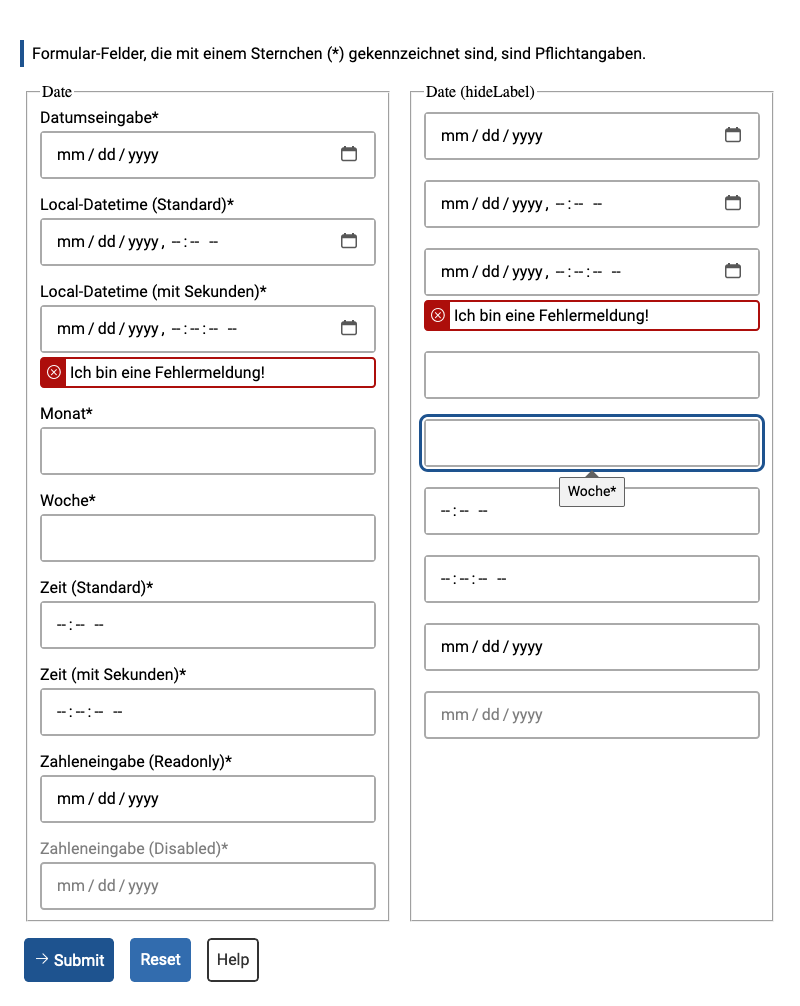 Formular-Felder, die mit einem Sternchen (*) gekennzeichnet sind, sind Pflichtangaben.
Date
Datumseingabe*
mm / dd / yyyy
Local-Datetime (Standard)*
mm / dd / yyyy, --:-- --
Local-Datetime (mit Sekunden)*
mm / dd / yyyy, --:--:-- --
Ich bin eine Fehlermeldung!
Monat*
Woche*
Zeit (Standard)*
--:-- --
Zeit (mit Sekunden)*
--:--:-- --
Zahleneingabe (Readonly)*
mm / dd / yyyy
Zahleneingabe (Disabled)*
mm / dd / yyyy
Date (hideLabel)
mm / dd / yyyy
mm / dd / yyyy, --:-- --
mm / dd / yyyy, --:--:-- --
Ich bin eine Fehlermeldung!
Woche*
--:-- --
--:--:-- --
mm / dd / yyyy
mm / dd / yyyy
Submit
Reset
Help